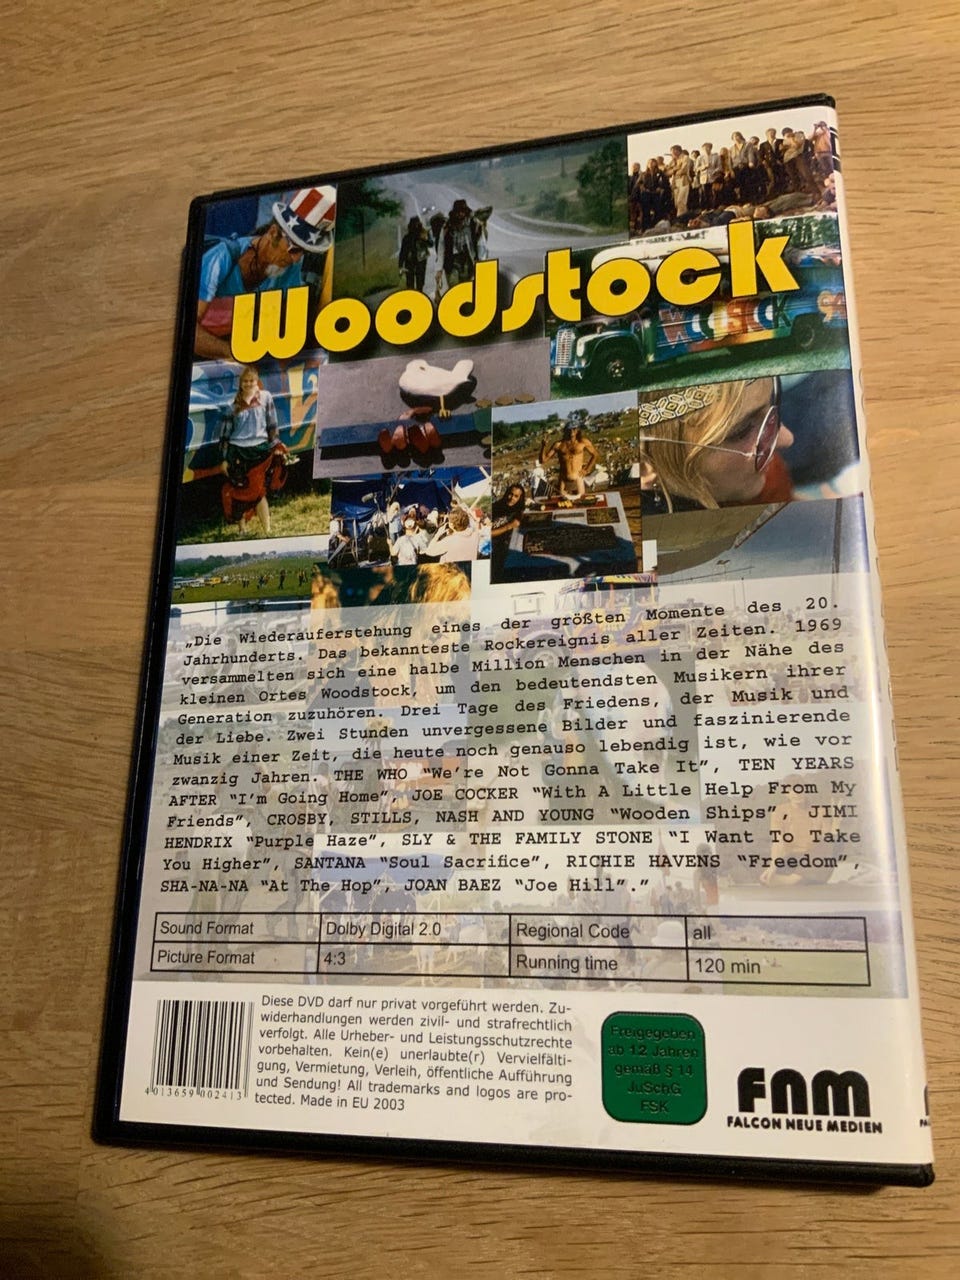 Woodstock
WOODSTOCK
„Die Wiederauferstehung eines der größten Momente des 20.
Jahrhunderts. Das bekannteste Rockereignis aller Zeiten. 1969
versammelten sich eine halbe Million Menschen in der Nähe des
kleinen Ortes Woodstock, um den bedeutendsten Musikern ihrer
Generation zuzuhören. Drei Tage des Friedens, der Musik und
der Liebe. Zwei Stunden unvergessene Bilder und faszinierende
Musik einer Zeit, die heute noch genauso lebendig ist, wie vor
zwanzig Jahren. THE WHO “We're Not Gonna Take It”, TEN YEARS
AFTER “I'm Going Home”, JOE COCKER “With A Little Help From My
Friends”, CROSBY, STILLS, NASH AND YOUNG “Wooden Ships”, JIMI
HENDRIX “Purple Haze”, SLY & THE FAMILY STONE “I Want To Take
You Higher”, SANTANA “Soul Sacrifice”, RICHIE HAVENS “Freedom”,
SHA-NA-NA “At The Hop”, JOAN BAEZ “Joe Hill”.”
Sound Format Dolby Digital 2.0 Regional Code all
Picture Format 4:3 Running time 120 min
Diese DVD darf nur privat vorgeführt werden. Zu-
widerhandlungen werden zivil- und strafrechtlich
verfolgt. Alle Urheber- und Leistungsschutzrechte
vorbehalten. Kein(e) unerlaubte(r) Vervielfälti-
gung, Vermietung, Verleih, öffentliche Aufführung
und Sendung! All trademarks and logos are pro-
tected. Made in EU 2003
4 013659 002413
Freigegeben
ab 12 Jahren
gemäß § 14
JuSchG
FSK
FNM
FALCON NEUE MEDIEN